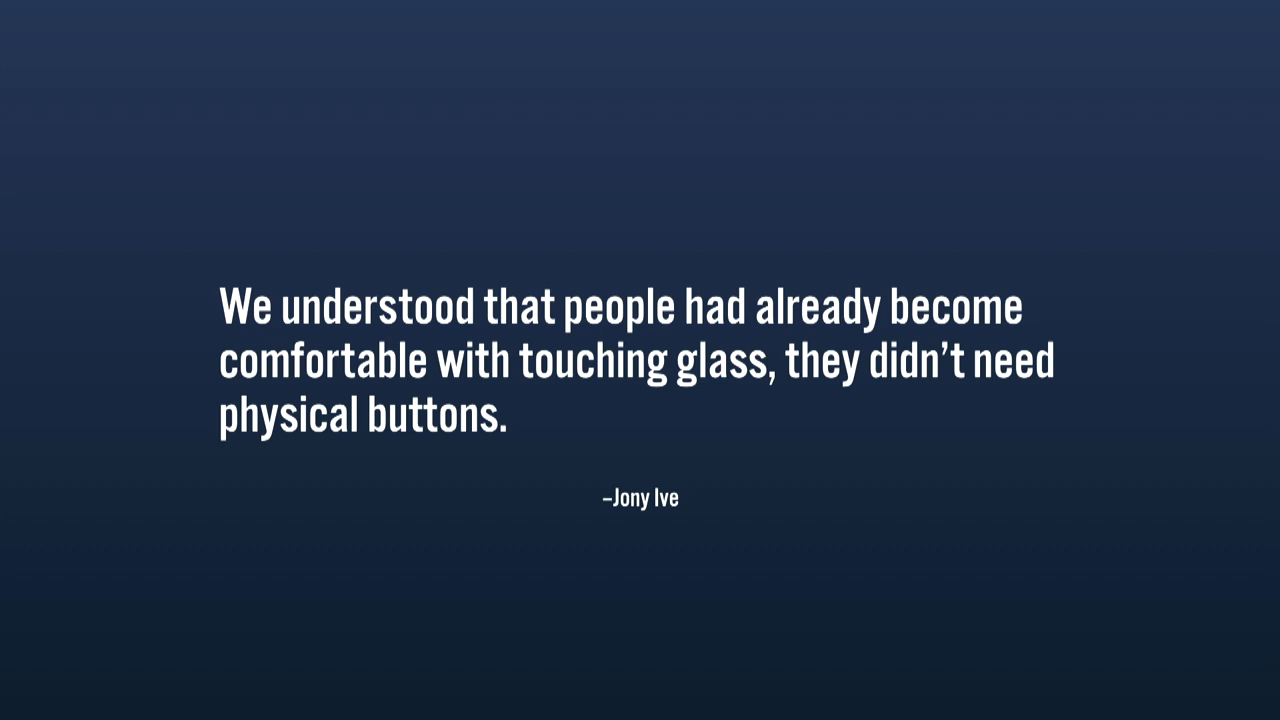 We understood that people had already become
comfortable with touching glass, they didn’t need
physical buttons.
–Jony Ive